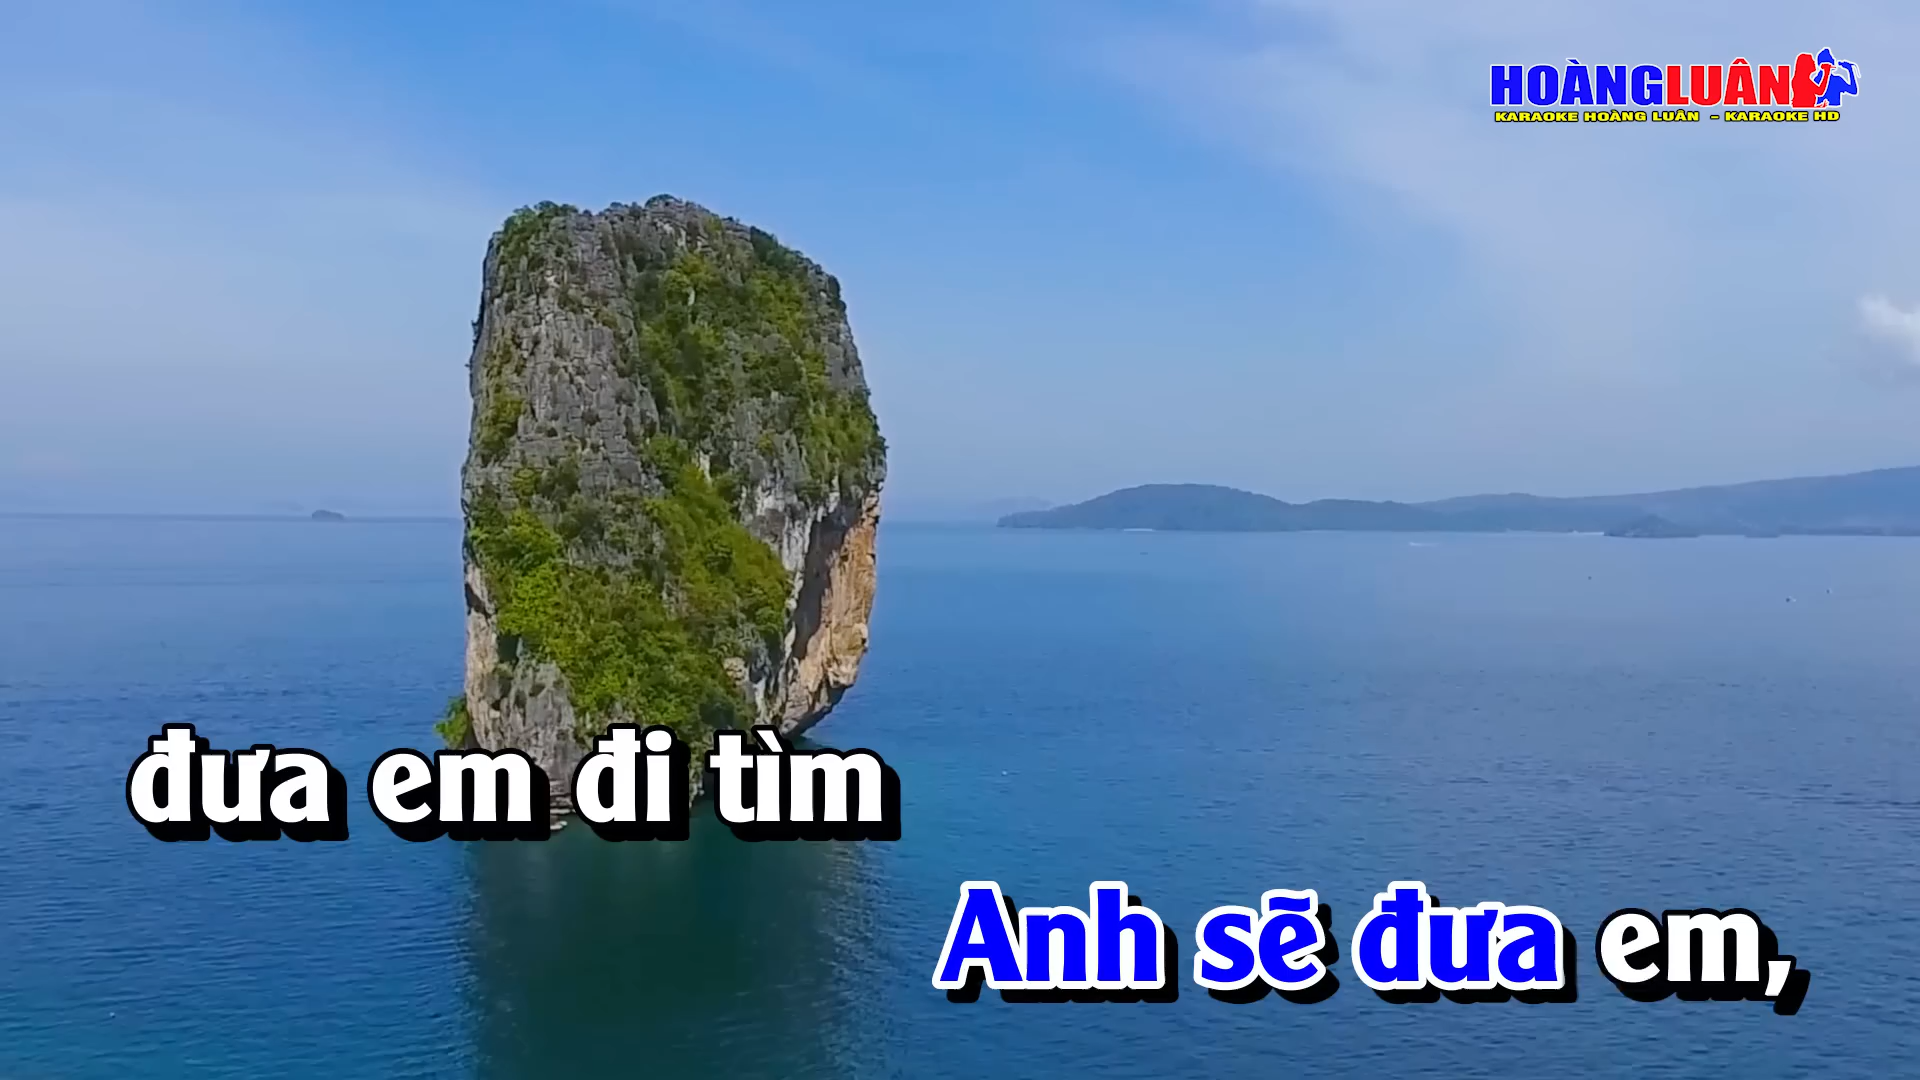 HOÀNGLUÂN
KARAOKE HOÀNG LUÂN - KARAOKE HD
đưa em đi tìm
Anh sẽ đưa em,